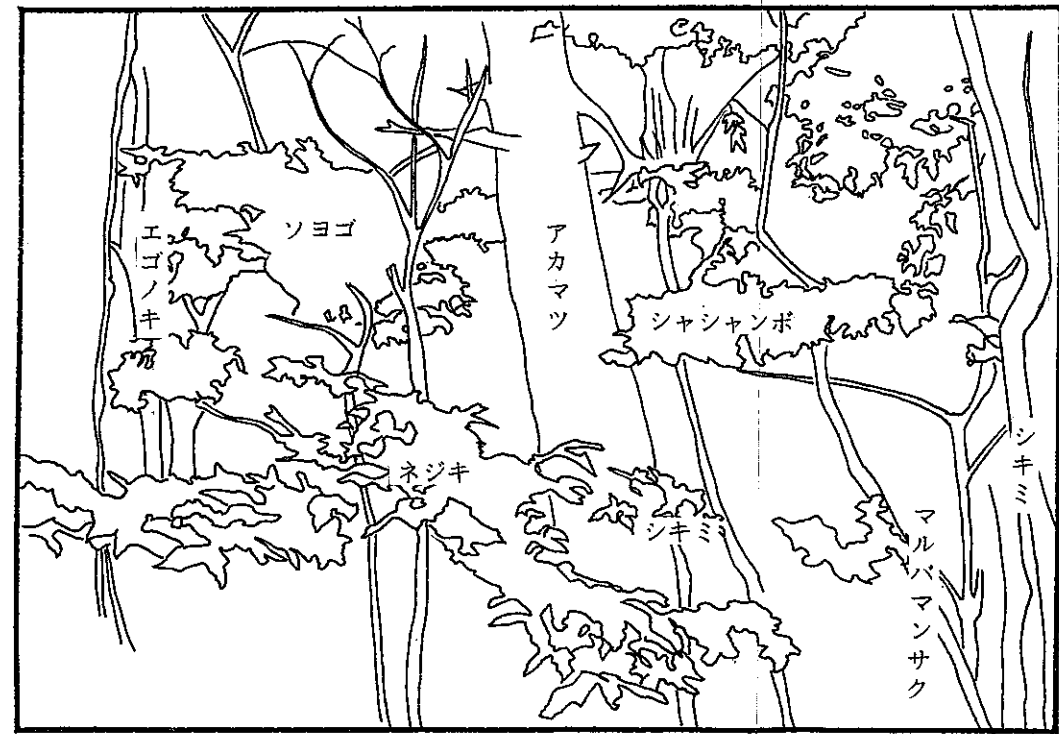 エゴノキ
ソヨゴ
アカマツ
シャシャンボ
シキミ
ネジキ
シキミ
マルバマンサク